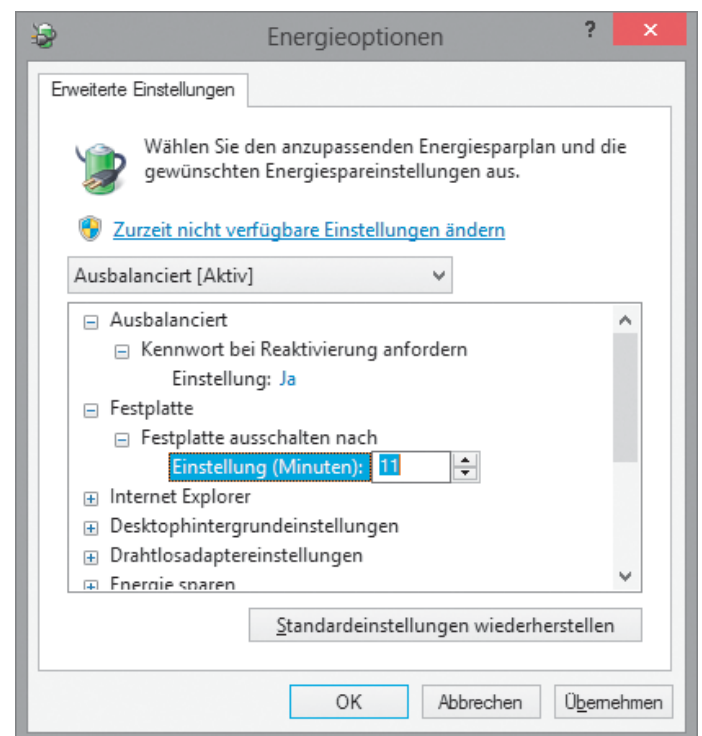 Energieoptionen ? ×
Erweiterte Einstellungen
Wählen Sie den anzupassenden Energiesparplan und die
gewünschten Energiespareinstellungen aus.
Zurzeit nicht verfügbare Einstellungen ändern
Ausbalanciert [Aktiv]
Ausbalanciert
Kennwort bei Reaktivierung anfordern
Einstellung: Ja
Festplatte
Festplatte ausschalten nach
Einstellung (Minuten): 11
Internet Explorer
Desktophintergrundeinstellungen
Drahtlosadaptereinstellungen
Energie sparen
Standardeinstellungen wiederherstellen
OK Abbrechen Übernehmen